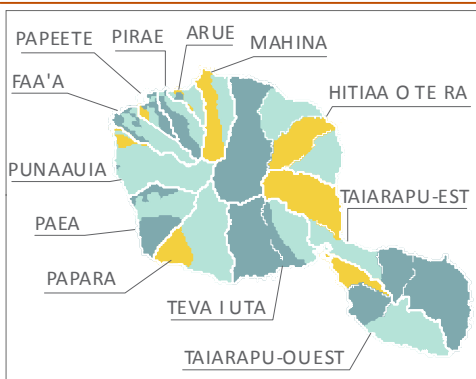 PAPEETE
PIRAE
ARUE
MAHINA
FAA'A
HITIAA O TE RA
PUNAAUIA
TAIARAPU-EST
PAEA
PAPARA
TEVA I UTA
TAIARAPU-OUEST